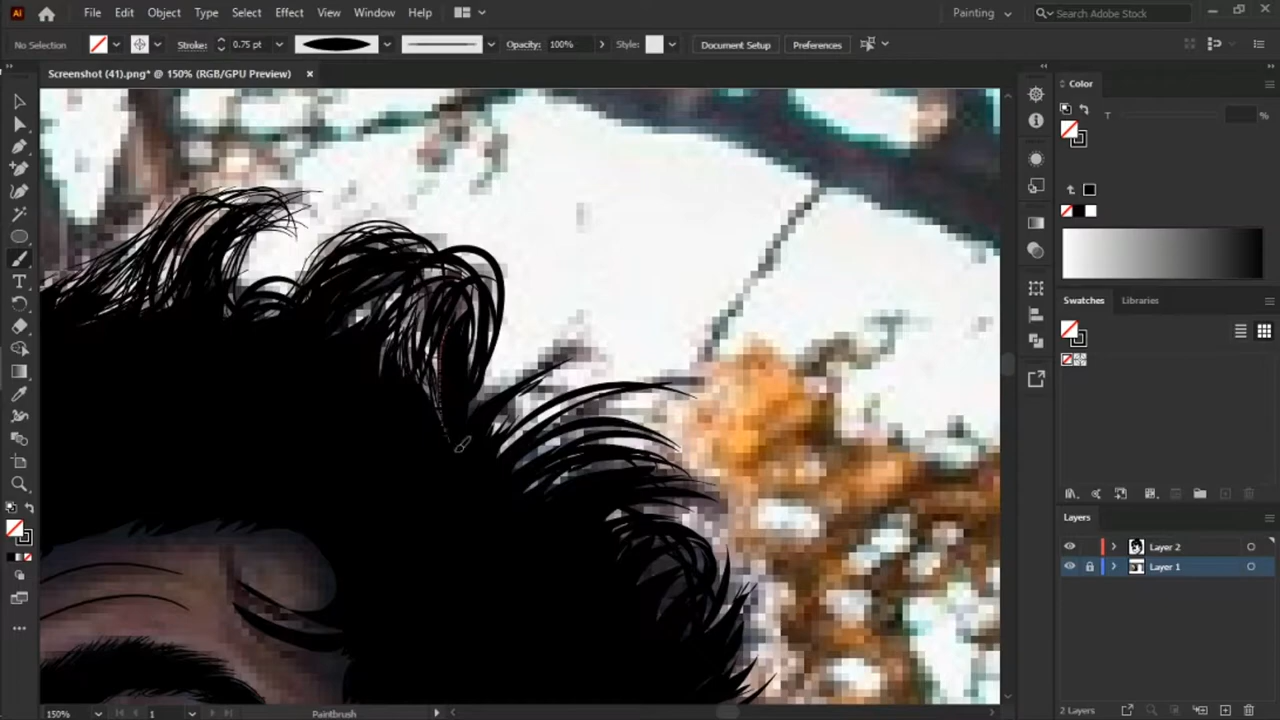 Ai File Edit Object Type Select Effect View Window Help Painting Search Adobe Stock
No Selection Stroke: 0.75 pt Opacity: 100% Style: Document Setup Preferences
Screenshot (41).png* @ 150% (RGB/GPU Preview) ×
Color
T %
Swatches Libraries
Layers
Layer 2
Layer 1
150% 1 Paintbrush 2 Layers